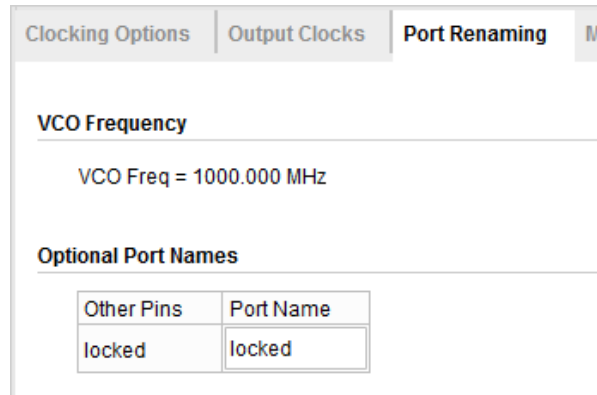 Clocking Options Output Clocks Port Renaming
VCO Frequency
VCO Freq = 1000.000 MHz
Optional Port Names
Other Pins Port Name
locked locked